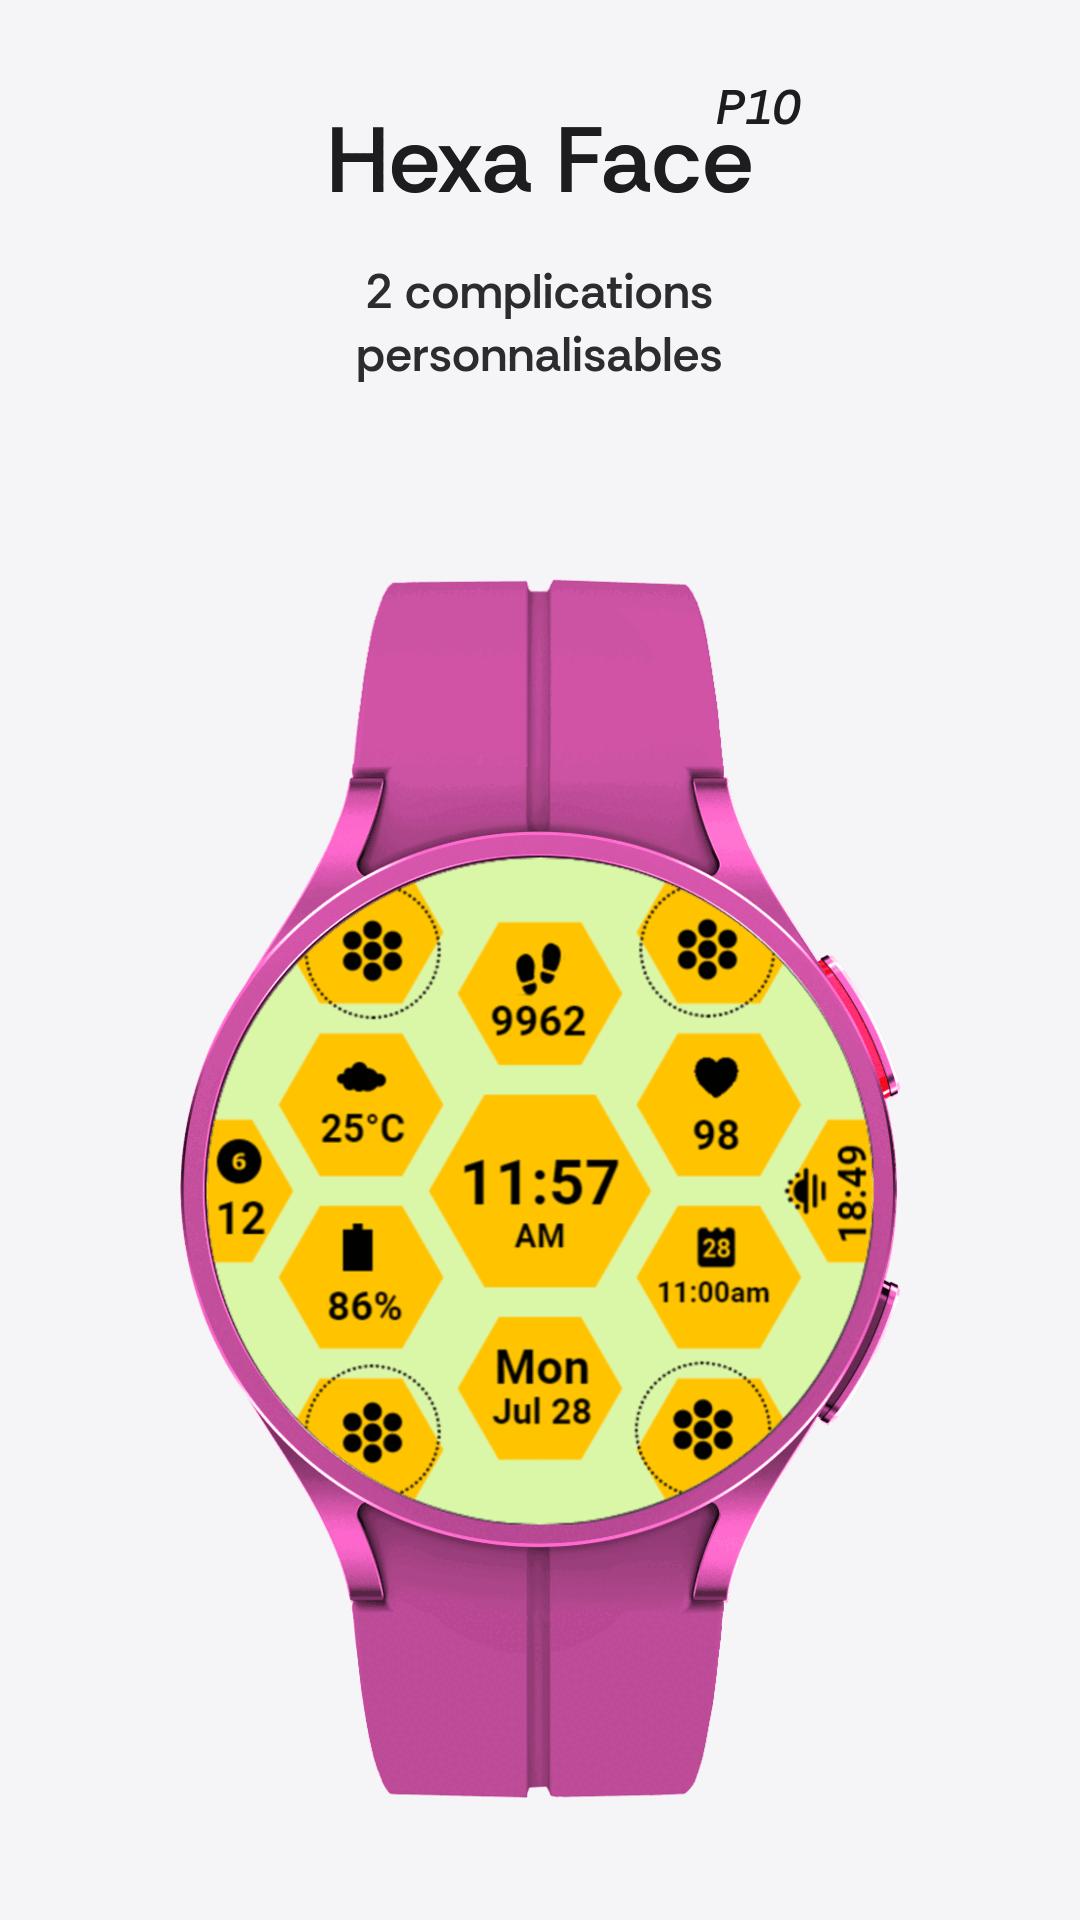 P10
Hexa Face
2 complications
personnalisables
9962
25°C
98
6
12
11:57
AM
18:49
86%
28
11:00am
Mon
Jul 28